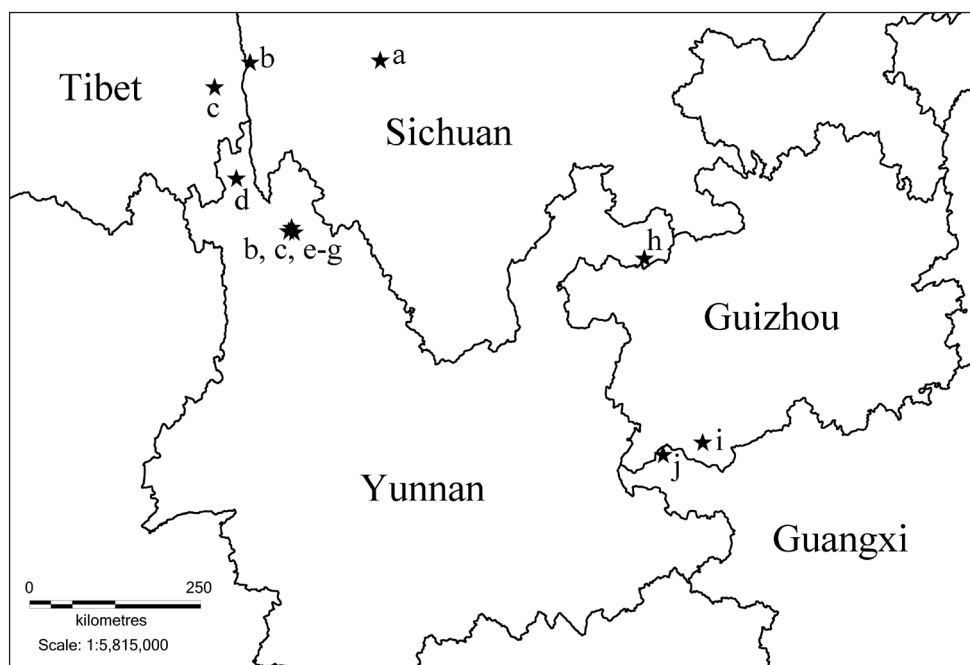 b
a
Tibet
c
Sichuan
d
b, c, e-g
h
Guizhou
i
j
Yunnan
Guangxi
0 250
kilometres
Scale: 1:5,815,000